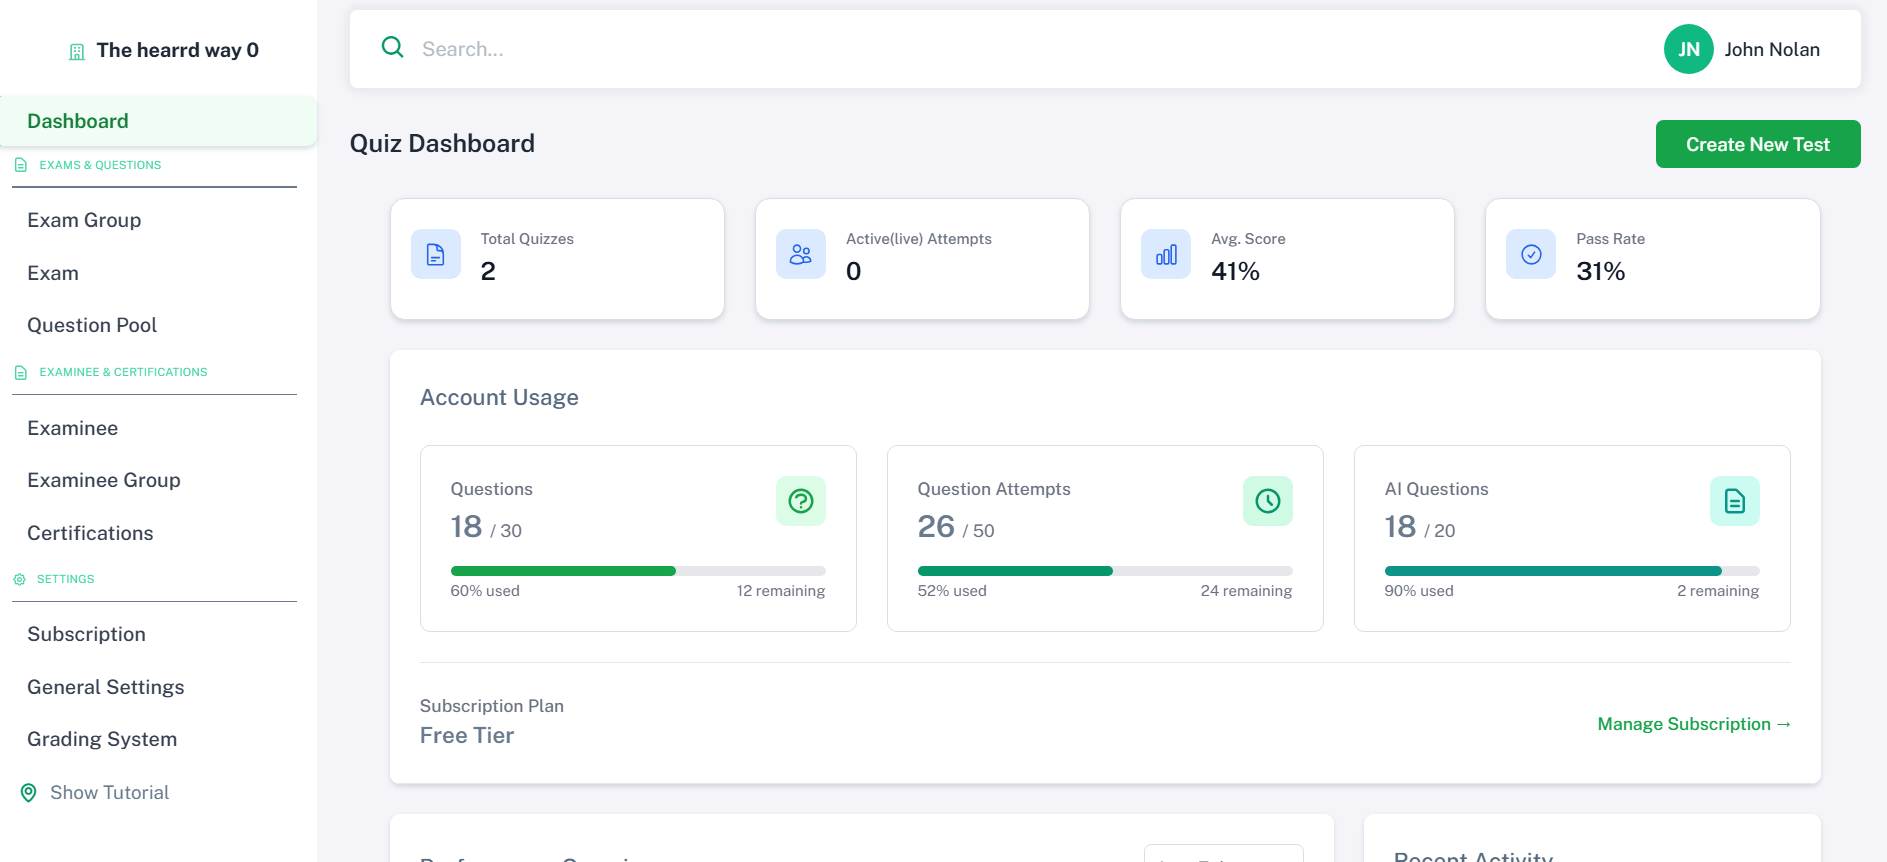 The hearrd way 0
Dashboard
EXAMS & QUESTIONS
Exam Group
Exam
Question Pool
EXAMINEE & CERTIFICATIONS
Examinee
Examinee Group
Certifications
SETTINGS
Subscription
General Settings
Grading System
Show Tutorial
Search...
JN John Nolan
Quiz Dashboard
Create New Test
Total Quizzes
2
Active(live) Attempts
0
Avg. Score
41%
Pass Rate
31%
Account Usage
Questions
18 / 30
60% used 12 remaining
Question Attempts
26 / 50
52% used 24 remaining
AI Questions
18 / 20
90% used 2 remaining
Subscription Plan
Free Tier
Manage Subscription →
Recent Activity